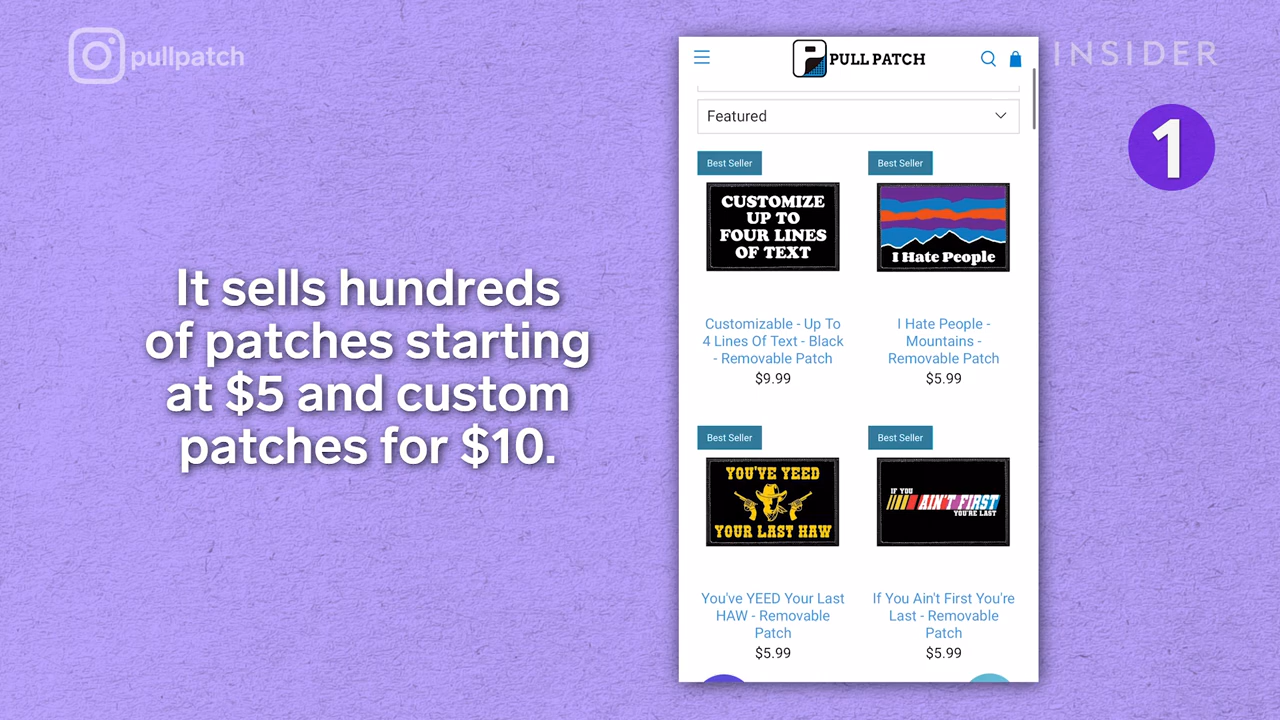 pullpatch
INSIDER
1
It sells hundreds
of patches starting
at $5 and custom
patches for $10.
P PULL PATCH
Featured
Best Seller
Best Seller
CUSTOMIZE
UP TO
FOUR LINES
OF TEXT
I Hate People
Customizable - Up To
4 Lines Of Text - Black
- Removable Patch
$9.99
I Hate People -
Mountains -
Removable Patch
$5.99
Best Seller
Best Seller
YOU'VE YEED
YOUR LAST HAW
IF YOU
AIN'T FIRST
YOU'RE LAST
You've YEED Your Last
HAW - Removable
Patch
$5.99
If You Ain't First You're
Last - Removable
Patch
$5.99